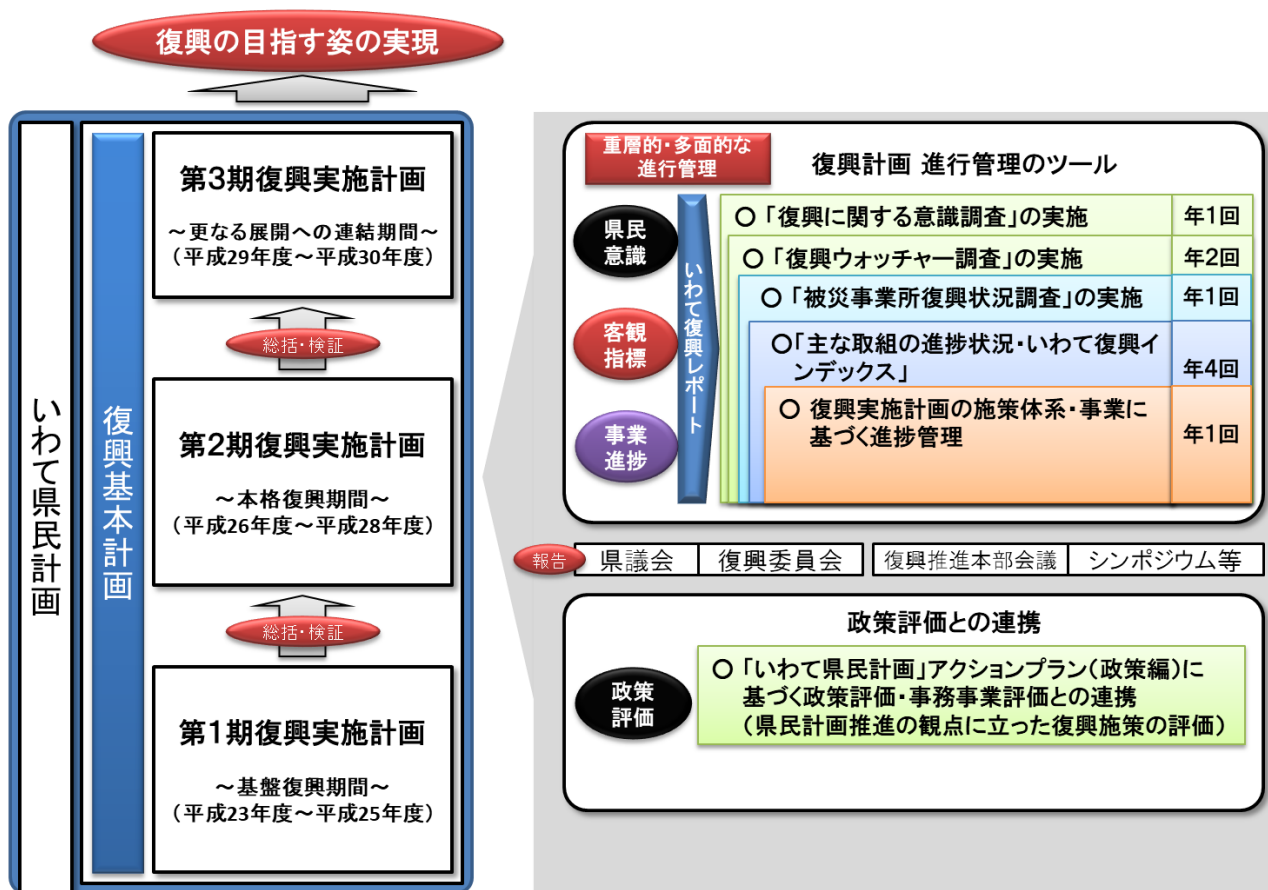 復興の目指す姿の実現
いわて県民計画
復興基本計画
第3期復興実施計画
～更なる展開への連結期間～
（平成29年度～平成30年度）
総括・検証
第2期復興実施計画
～本格復興期間～
（平成26年度～平成28年度）
総括・検証
第1期復興実施計画
～基盤復興期間～
（平成23年度～平成25年度）
重層的・多面的な
進行管理
復興計画 進行管理のツール
県民
意識
客観
指標
事業
進捗
いわて復興レポート
○「復興に関する意識調査」の実施
年1回
○「復興ウォッチャー調査」の実施
年2回
○「被災事業所復興状況調査」の実施
年1回
○「主な取組の進捗状況・いわて復興イ
ンデックス」
年4回
○ 復興実施計画の施策体系・事業に
基づく進捗管理
年1回
報告
県議会
復興委員会
復興推進本部会議
シンポジウム等
政策評価との連携
政策
評価
○「いわて県民計画」アクションプラン（政策編）に
基づく政策評価・事務事業評価との連携
（県民計画推進の観点に立った復興施策の評価）